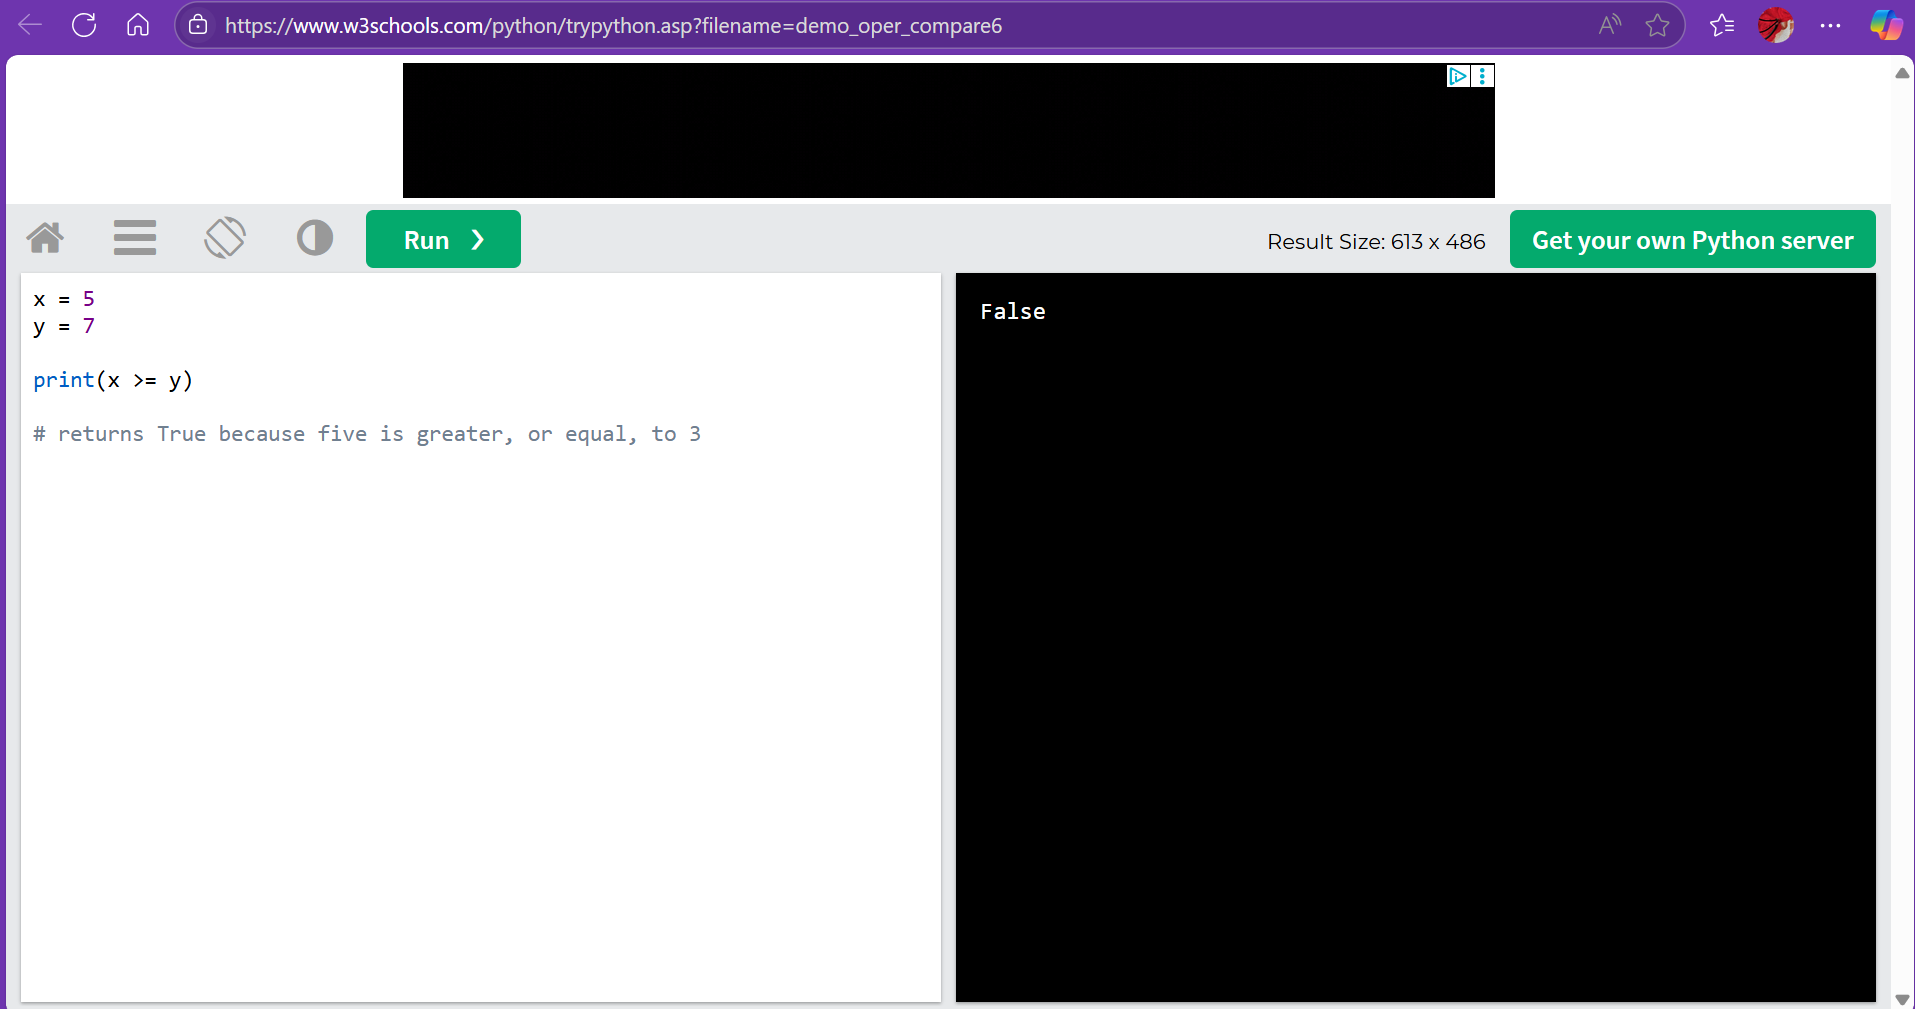 https://www.w3schools.com/python/trypython.asp?filename=demo_oper_compare6
Run ❯
Result Size: 613 x 486
Get your own Python server
x = 5
y = 7
print(x >= y)
# returns True because five is greater, or equal, to 3
False